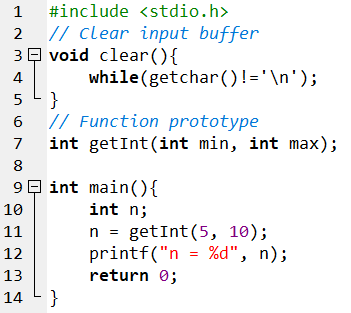 1 #include <stdio.h>
2 // Clear input buffer
3 void clear(){
4     while(getchar()!='\n');
5 }
6 // Function prototype
7 int getInt(int min, int max);
8
9 int main(){
10     int n;
11     n = getInt(5, 10);
12     printf("n = %d", n);
13     return 0;
14 }